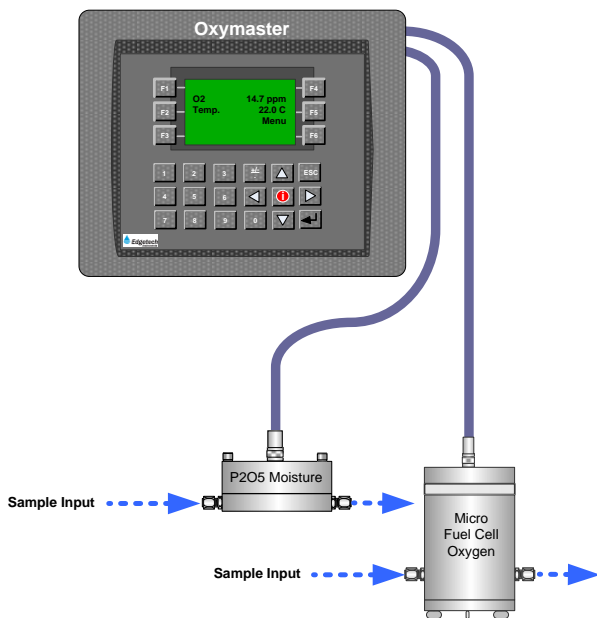 Oxymaster
F1
F4
O2 14.7 ppm
F2
Temp. 22.0 C
F5
Menu
F3
F6
1 2 3 +/- ESC
4 5 6 i
7 8 9 0
Edgetech
P2O5 Moisture
Sample Input
Micro
Fuel Cell
Oxygen
Sample Input